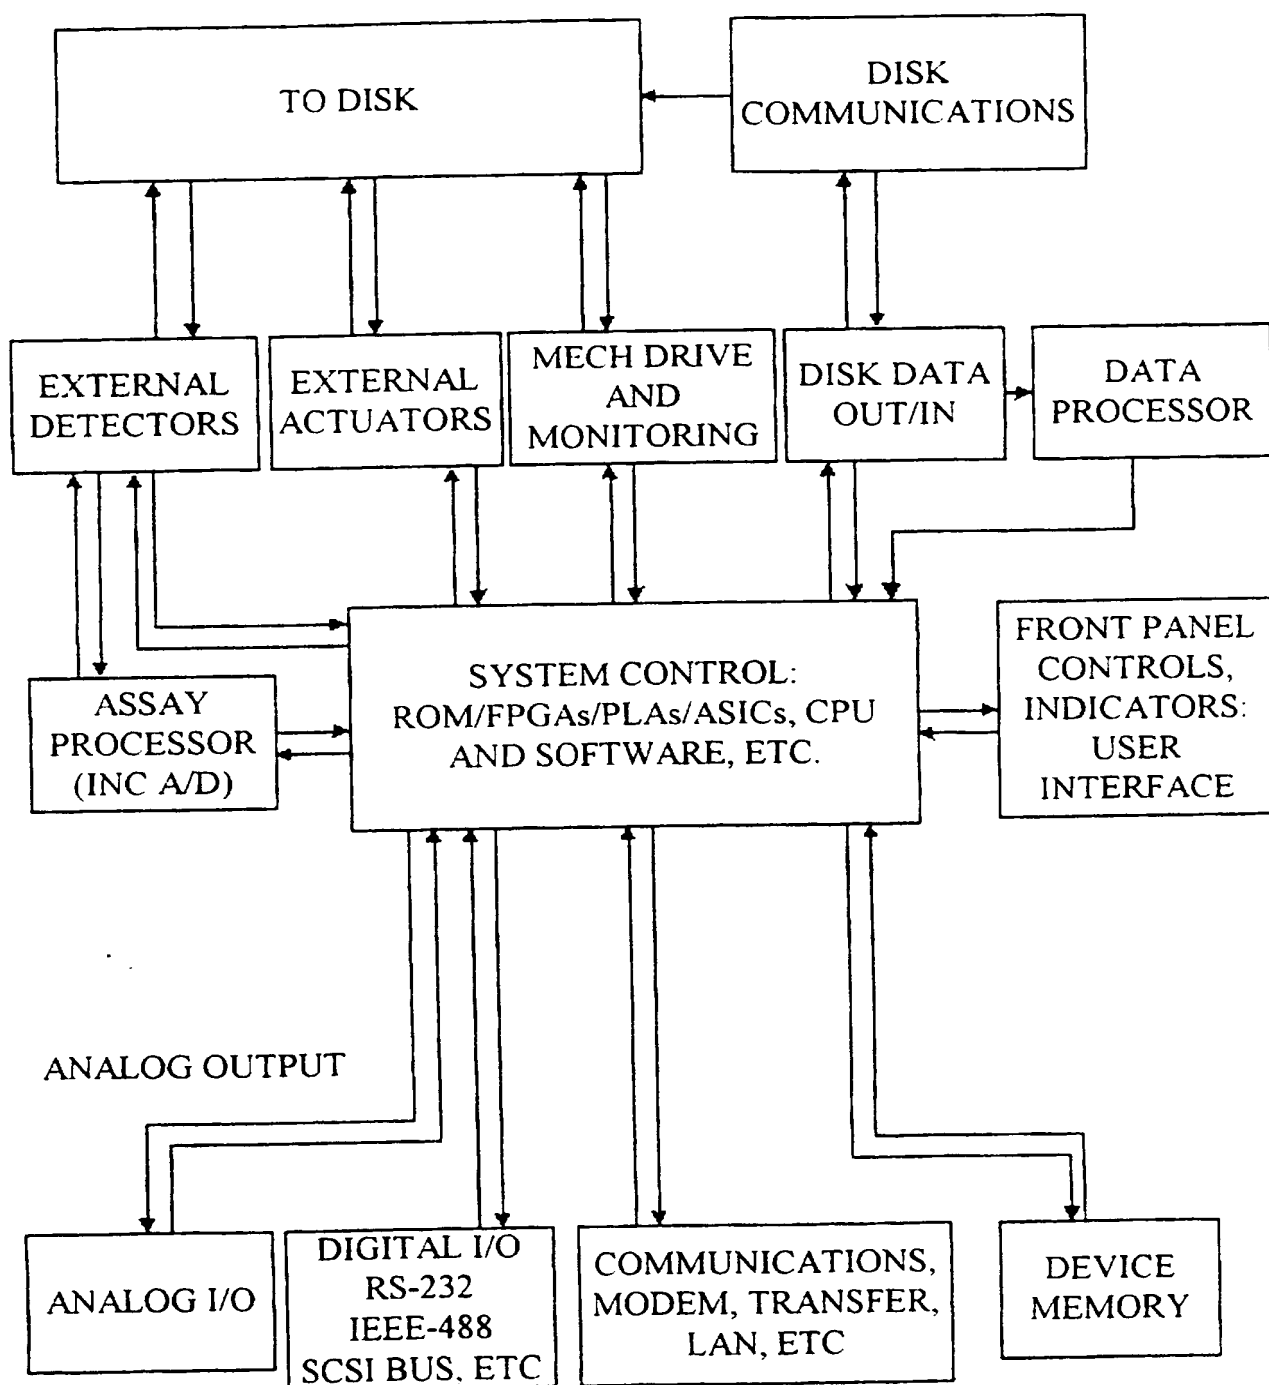 TO DISK
DISK
COMMUNICATIONS
EXTERNAL
DETECTORS
EXTERNAL
ACTUATORS
MECH DRIVE
AND
MONITORING
DISK DATA
OUT/IN
DATA
PROCESSOR
ASSAY
PROCESSOR
(INC A/D)
SYSTEM CONTROL:
ROM/FPGAs/PLAs/ASICs, CPU
AND SOFTWARE, ETC.
FRONT PANEL
CONTROLS,
INDICATORS:
USER
INTERFACE
ANALOG OUTPUT
ANALOG I/O
DIGITAL I/O
RS-232
IEEE-488
SCSI BUS, ETC
COMMUNICATIONS,
MODEM, TRANSFER,
LAN, ETC
DEVICE
MEMORY